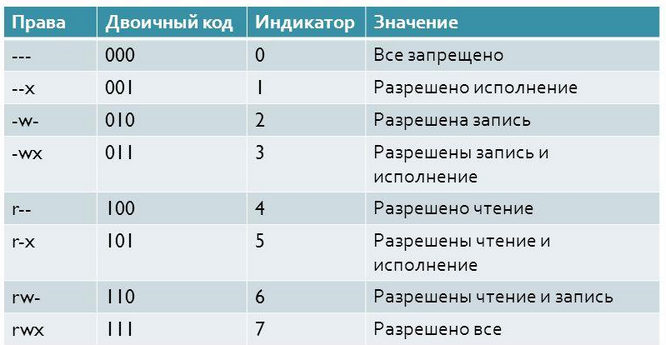 Права Двоичный код Индикатор Значение
--- 000 0 Все запрещено
--x 001 1 Разрешено исполнение
-w- 010 2 Разрешена запись
-wx 011 3 Разрешены запись и
исполнение
r-- 100 4 Разрешено чтение
r-x 101 5 Разрешены чтение и
исполнение
rw- 110 6 Разрешены чтение и запись
rwx 111 7 Разрешено все